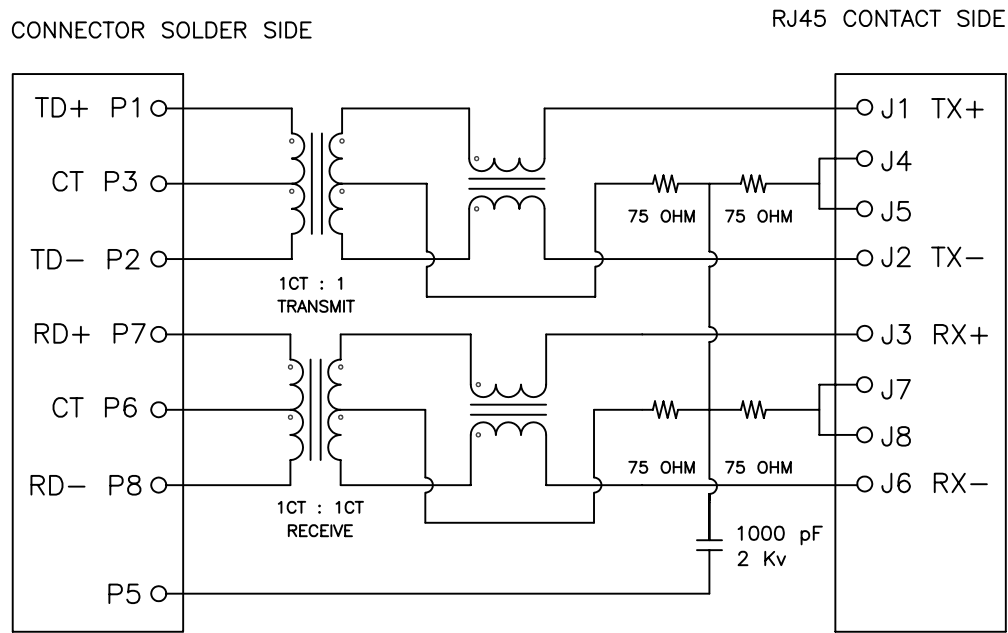 CONNECTOR SOLDER SIDE
RJ45 CONTACT SIDE
TD+ P1
J1 TX+
J4
CT P3
75 OHM
75 OHM
J5
TD- P2
J2 TX-
1CT : 1
TRANSMIT
RD+ P7
J3 RX+
J7
CT P6
J8
75 OHM
75 OHM
RD- P8
J6 RX-
1CT : 1CT
RECEIVE
1000 pF
2 Kv
P5